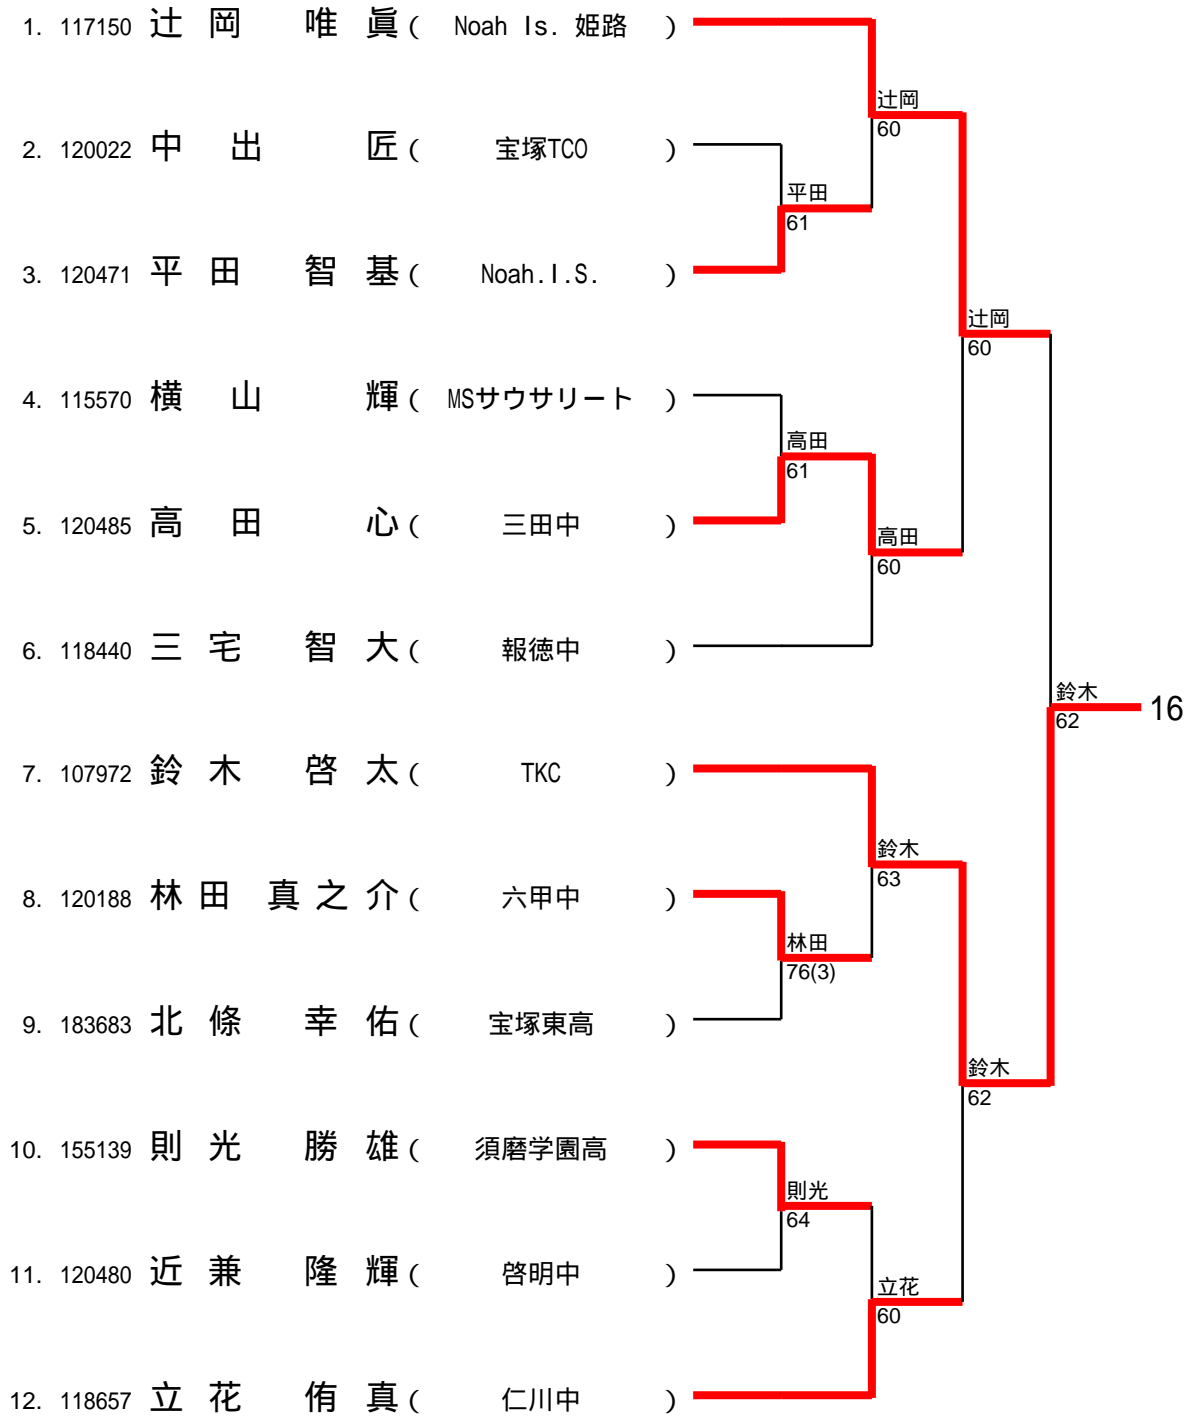 1. 117150 辻岡 唯眞 ( Noah Is. 姫路 )
辻岡
60
2. 120022 中出 匠 ( 宝塚TCO )
平田
61
3. 120471 平田 智基 ( Noah.I.S. )
辻岡
60
4. 115570 横山 輝 ( MSサウサリート )
高田
61
5. 120485 高田 心 ( 三田中 )
高田
60
6. 118440 三宅 智大 ( 報徳中 )
鈴木
62
16
7. 107972 鈴木 啓太 ( TKC )
鈴木
63
8. 120188 林田 真之介 ( 六甲中 )
林田
76(3)
9. 183683 北條 幸佑 ( 宝塚東高 )
鈴木
62
10. 155139 則光 勝雄 ( 須磨学園高 )
則光
64
11. 120480 近兼 隆輝 ( 啓明中 )
立花
60
12. 118657 立花 侑真 ( 仁川中 )